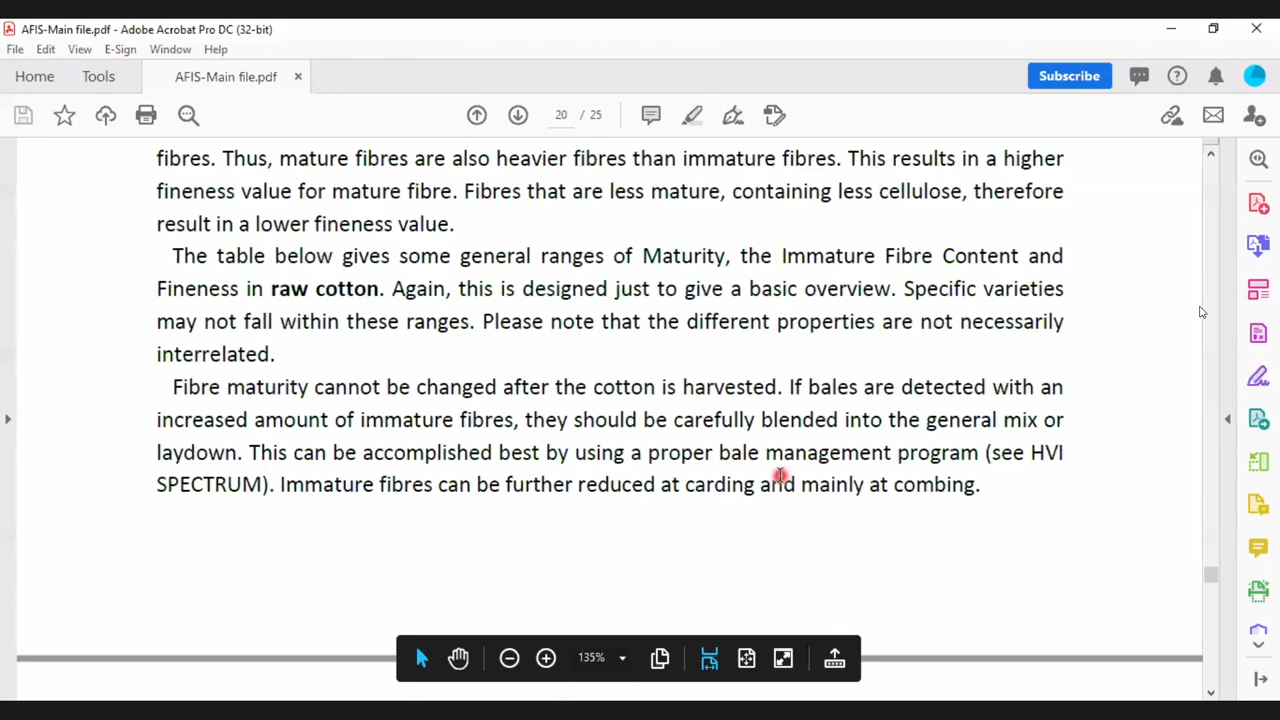 AFIS-Main file.pdf - Adobe Acrobat Pro DC (32-bit)
File Edit View E-Sign Window Help
Home Tools AFIS-Main file.pdf × Subscribe
20 / 25
fibres. Thus, mature fibres are also heavier fibres than immature fibres. This results in a higher
fineness value for mature fibre. Fibres that are less mature, containing less cellulose, therefore
result in a lower fineness value.
The table below gives some general ranges of Maturity, the Immature Fibre Content and
Fineness in raw cotton. Again, this is designed just to give a basic overview. Specific varieties
may not fall within these ranges. Please note that the different properties are not necessarily
interrelated.
Fibre maturity cannot be changed after the cotton is harvested. If bales are detected with an
increased amount of immature fibres, they should be carefully blended into the general mix or
laydown. This can be accomplished best by using a proper bale management program (see HVI
SPECTRUM). Immature fibres can be further reduced at carding and mainly at combing.
135%